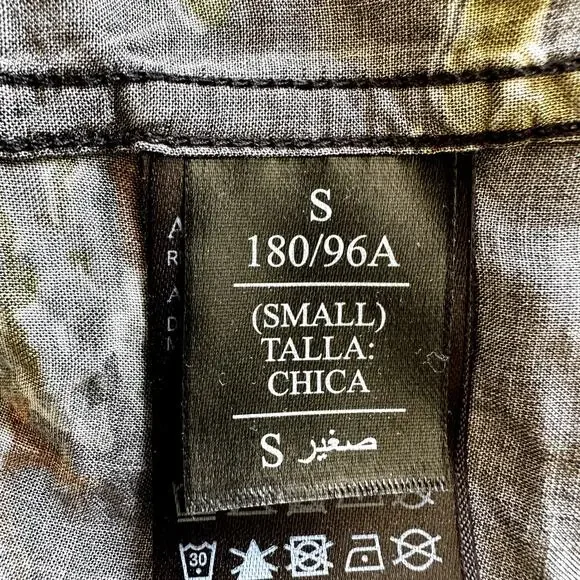 S
180/96A
(SMALL)
TALLA:
CHICA
S صغير
30